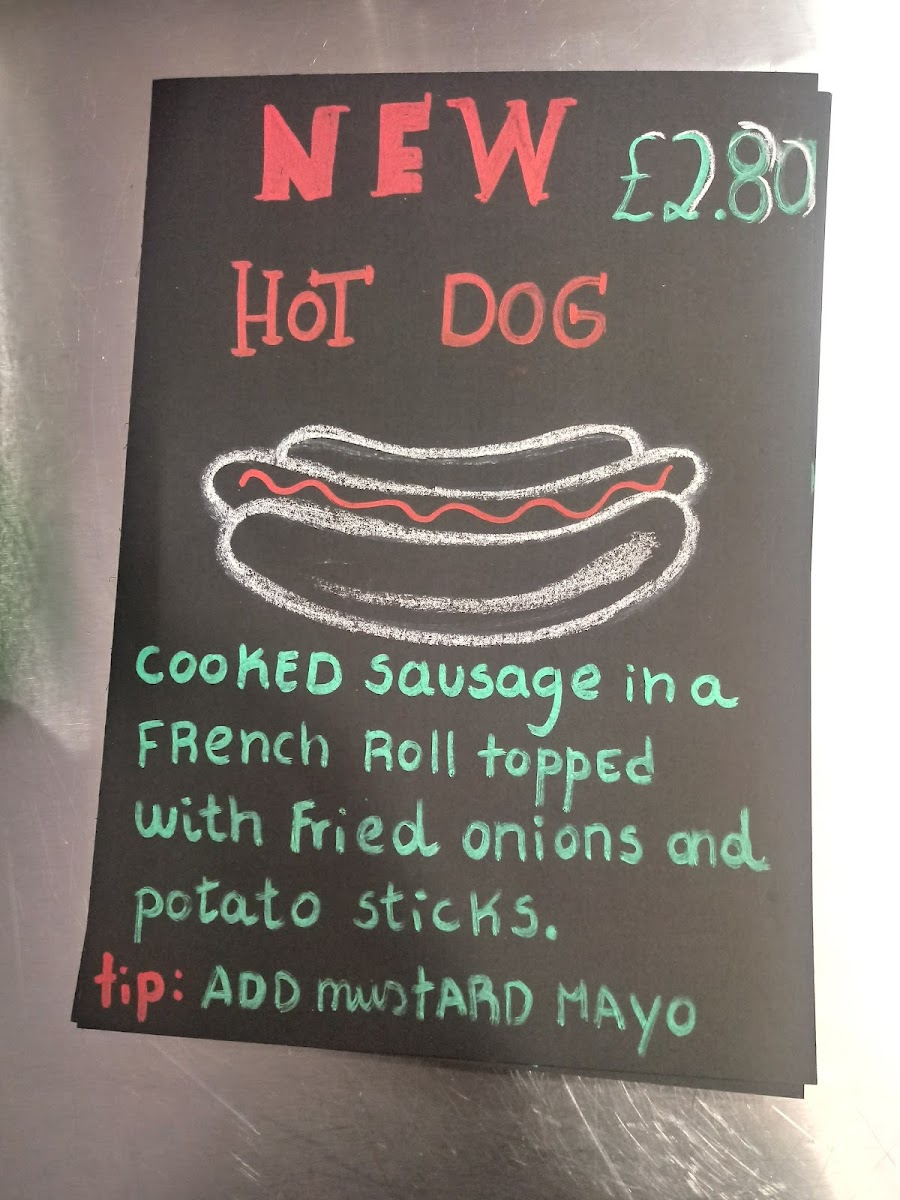 NEW
£2.80
HOT DOG
COOKED sausage in a
FRench Roll toppEd
with Fried onions and
potato sticks.
tip: ADD mustARD MAYO